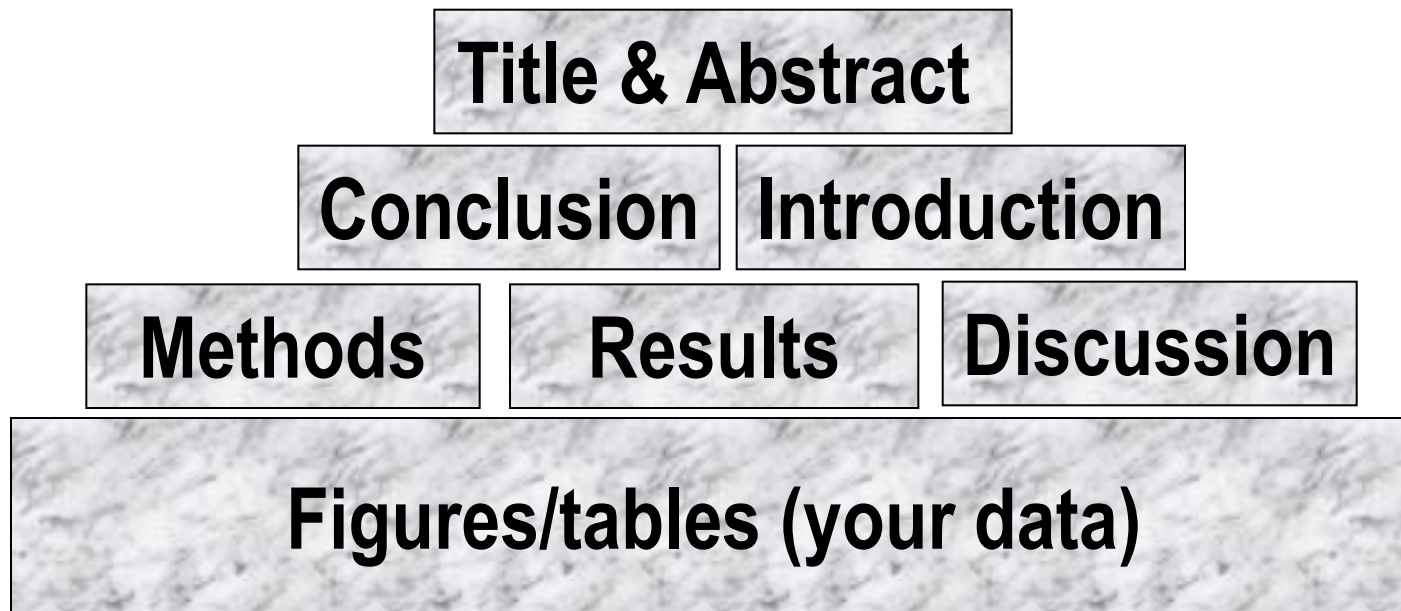 Title & Abstract
Conclusion
Introduction
Methods
Results
Discussion
Figures/tables (your data)